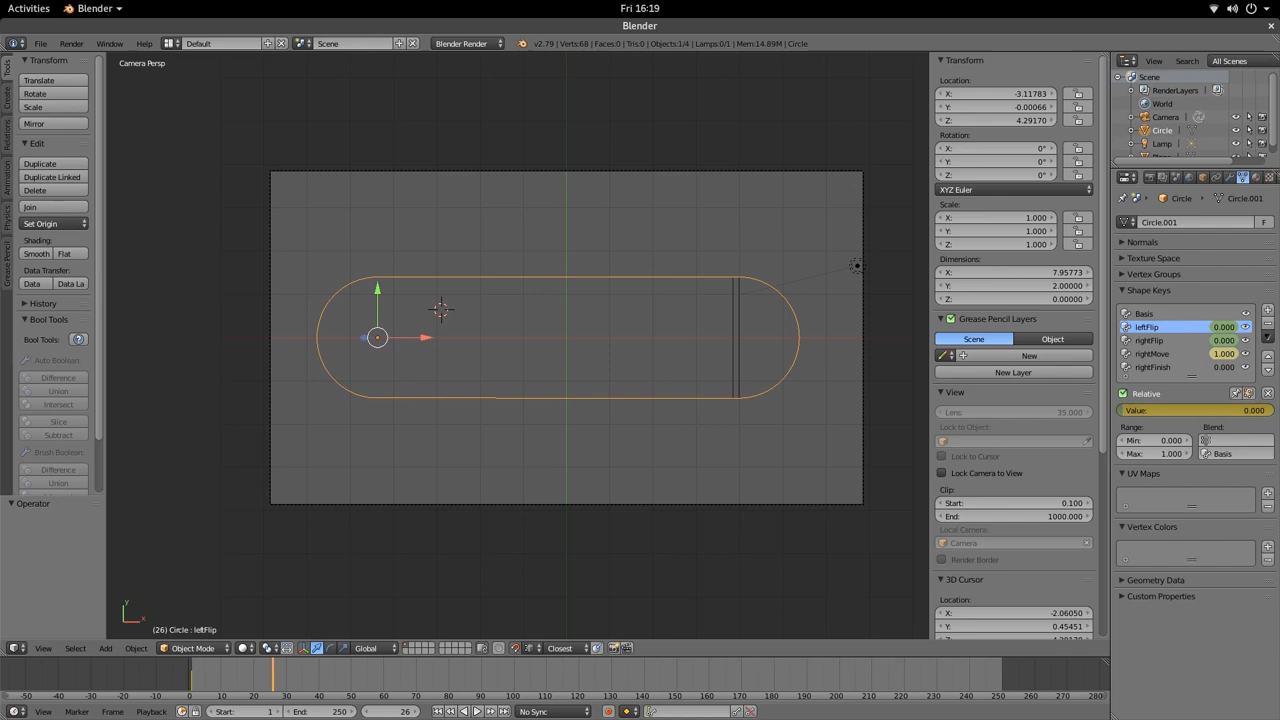 Activities Blender Fri 16:19
Blender
File Render Window Help Default Scene Blender Render v2.79 | Verts:68 | Faces:0 | Tris:0 | Objects:1/4 | Lamps:0/1 | Mem:14.89M | Circle
Tools
Create
Relations
Animation
Physics
Grease Pencil
Transform
Translate
Rotate
Scale
Mirror
Edit
Duplicate
Duplicate Linked
Delete
Join
Set Origin
Shading:
Smooth Flat
Data Transfer:
Data Data La
History
Bool Tools
Bool Tools:
Auto Boolean:
Difference
Union
Intersect
Slice
Subtract
Brush Boolean:
Difference
Union
Operator
Camera Persp
y
x
(26) Circle : leftFlip
Transform
Location:
X: -3.11783
Y: -0.00066
Z: 4.29170
Rotation:
X: 0°
Y: 0°
Z: 0°
XYZ Euler
Scale:
X: 1.000
Y: 1.000
Z: 1.000
Dimensions:
X: 7.95773
Y: 2.00000
Z: 0.00000
Grease Pencil Layers
Scene Object
New
New Layer
View
Lens: 35.000
Lock to Object:
Lock to Cursor
Lock Camera to View
Clip:
Start: 0.100
End: 1000.000
Local Camera:
Camera
Render Border
3D Cursor
Location:
X: -2.06050
Y: 0.45451
View Search All Scenes
Scene
RenderLayers
World
Camera
Circle
Lamp
Circle Circle.001
Circle.001 F
Normals
Texture Space
Vertex Groups
Shape Keys
Basis
leftFlip 0.000
rightFlip 0.000
rightMove 1.000
rightFinish 0.000
Relative
Value: 0.000
Range: Blend:
Min: 0.000
Max: 1.000 Basis
UV Maps
Vertex Colors
Geometry Data
Custom Properties
View Select Add Object Object Mode Global Closest
-50 -40 -30 -20 -10 0 10 20 30 40 50 60 70 80 90 100 110 120 130 140 150 160 170 180 190 200 210 220 230 240 250 260 270 280
View Marker Frame Playback Start: 1 End: 250 26 No Sync